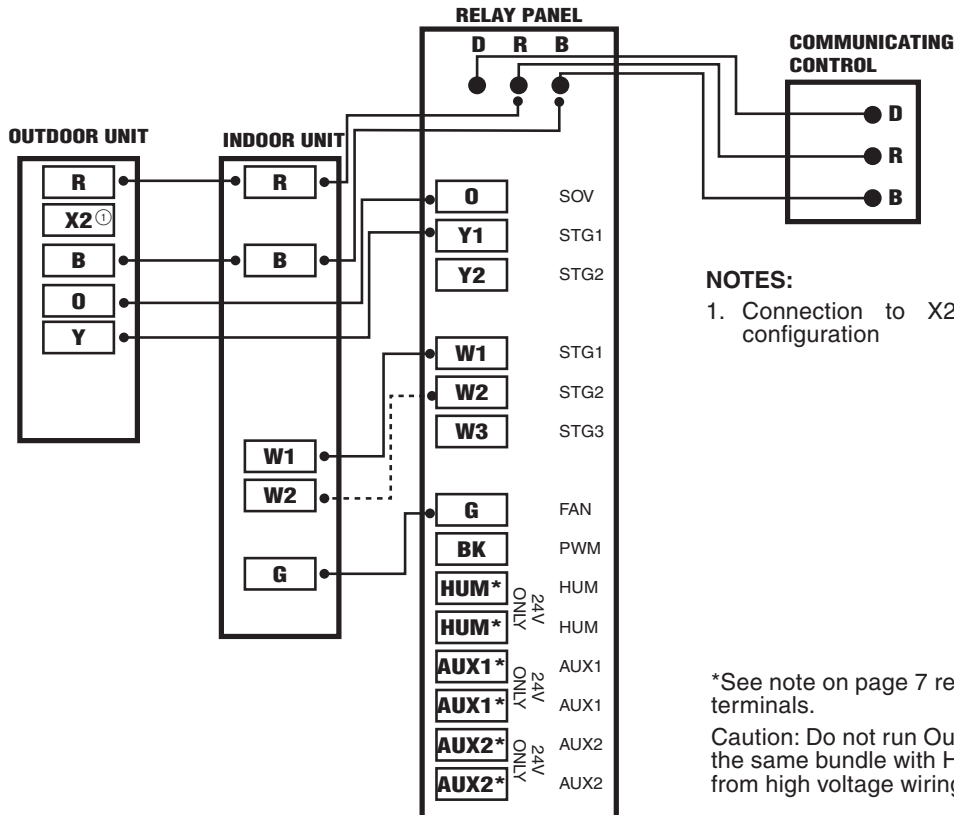 RELAY PANEL
D R B
COMMUNICATING
CONTROL
D
R
B
OUTDOOR UNIT
R
X2①
B
O
Y
INDOOR UNIT
R
B
W1
W2
G
O SOV
Y1 STG1
Y2 STG2
W1 STG1
W2 STG2
W3 STG3
G FAN
BK PWM
HUM* HUM
HUM* HUM
24V
ONLY
AUX1* AUX1
AUX1* AUX1
24V
ONLY
AUX2* AUX2
AUX2* AUX2
24V
ONLY
NOTES:
1. Connection to X2
configuration
*See note on page 7 re
terminals.
Caution: Do not run Ou
the same bundle with H
from high voltage wiring